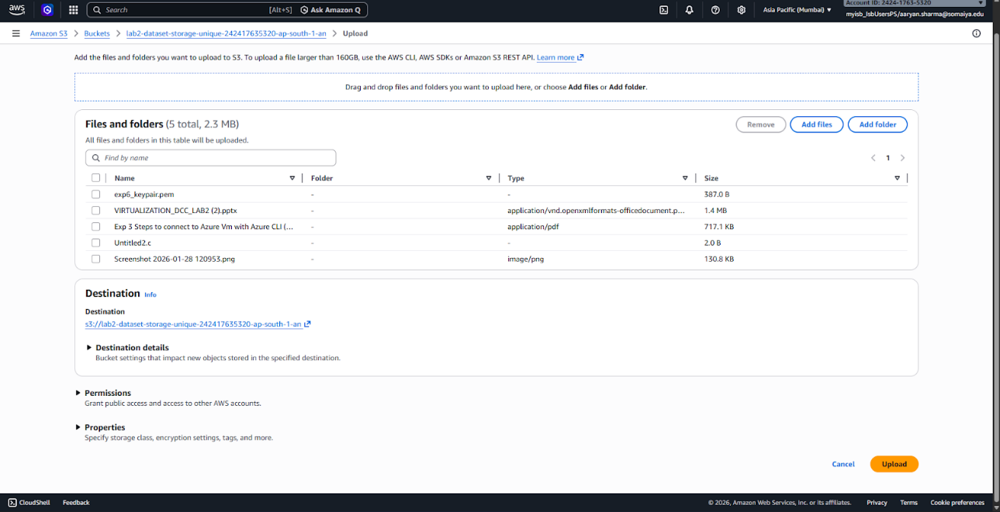 aws
Search [Alt+S] Ask Amazon Q
Asia Pacific (Mumbai) ▼
Account ID: 2424-1763-5320
myisb_IsbUsersPS/aaryan.sharma@somaiya.edu
Amazon S3 > Buckets > lab2-dataset-storage-unique-242417635320-ap-south-1-an > Upload
Add the files and folders you want to upload to S3. To upload a file larger than 160GB, use the AWS CLI, AWS SDKs or Amazon S3 REST API. Learn more
Drag and drop files and folders you want to upload here, or choose Add files or Add folder.
Files and folders (5 total, 2.3 MB)
Remove Add files Add folder
All files and folders in this table will be uploaded.
Find by name
1
Name Folder Type Size
exp6_keypair.pem - - 387.0 B
VIRTUALIZATION_DCC_LAB2 (2).pptx - application/vnd.openxmlformats-officedocument.p... 1.4 MB
Exp 3 Steps to connect to Azure Vm with Azure CLI (... - application/pdf 717.1 KB
Untitled2.c - - 2.0 B
Screenshot 2026-01-28 120953.png - image/png 130.8 KB
Destination Info
Destination
s3://lab2-dataset-storage-unique-242417635320-ap-south-1-an
Destination details
Bucket settings that impact new objects stored in the specified destination.
Permissions
Grant public access and access to other AWS accounts.
Properties
Specify storage class, encryption settings, tags, and more.
Cancel Upload
CloudShell Feedback © 2026, Amazon Web Services, Inc. or its affiliates. Privacy Terms Cookie preferences